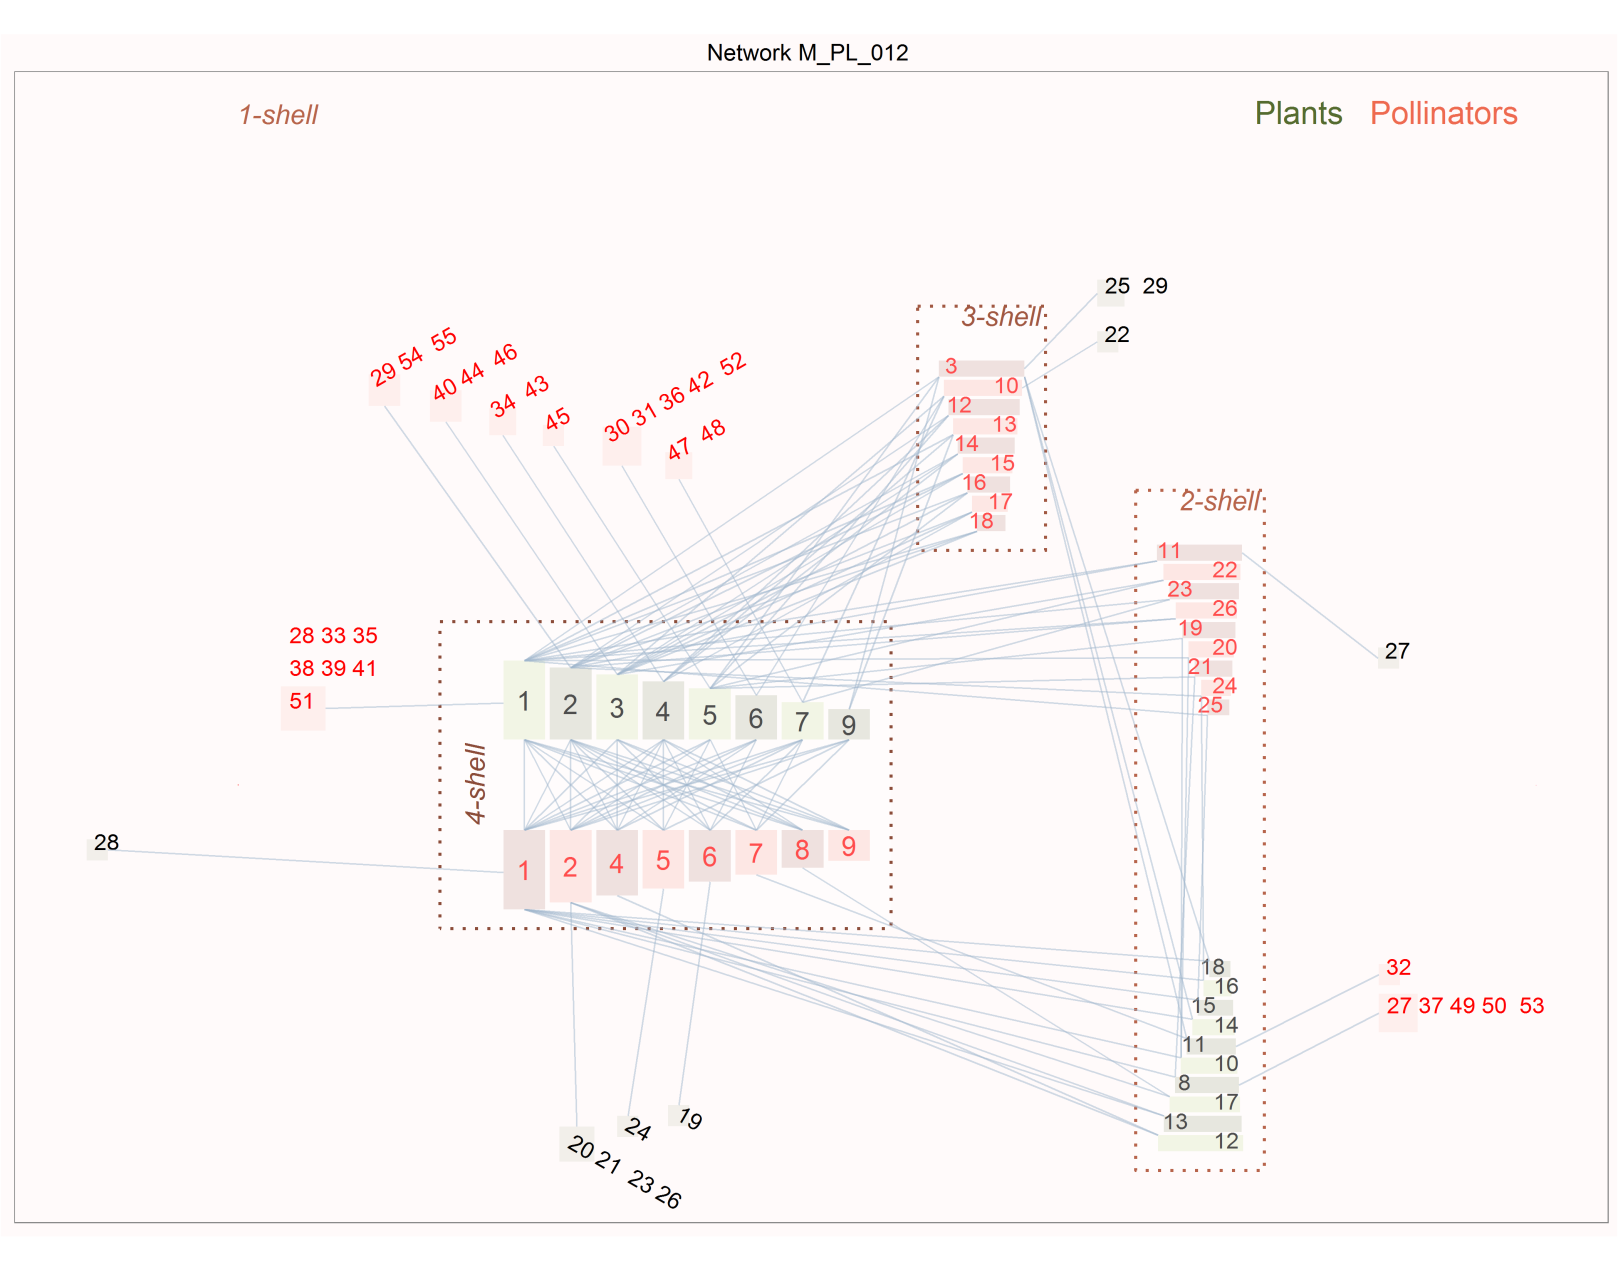 Network M_PL_012
1-shell
Plants Pollinators
25 29
3-shell
22
29 54 55
40 44 46
34 43
45
30 31 36 42 52
47 48
3
10
12
13
14
15
16
17
18
2-shell
11
22
23
26
19
20
21
24
25
27
28 33 35
38 39 41
51
1 2 3 4 5 6 7 9
4-shell
28
1 2 4 5 6 7 8 9
18
16
15
14
11
10
8
17
13
12
32
27 37 49 50 53
19
24
20 21 23 26